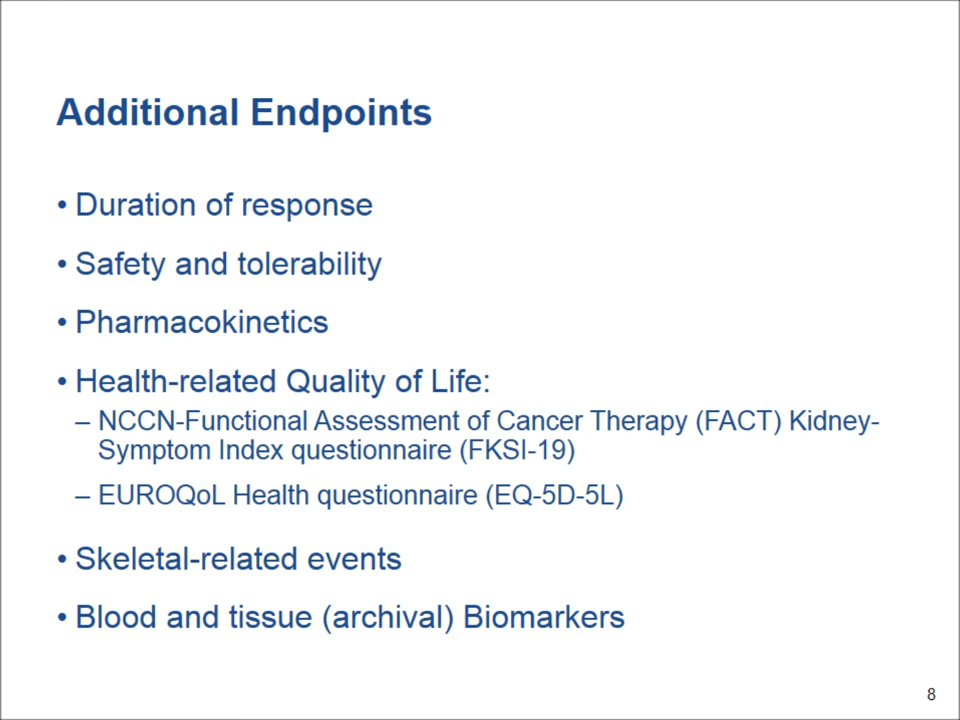 Additional Endpoints
• Duration of response
• Safety and tolerability
• Pharmacokinetics
• Health-related Quality of Life:
– NCCN-Functional Assessment of Cancer Therapy (FACT) Kidney-
Symptom Index questionnaire (FKSI-19)
– EUROQoL Health questionnaire (EQ-5D-5L)
• Skeletal-related events
• Blood and tissue (archival) Biomarkers
8